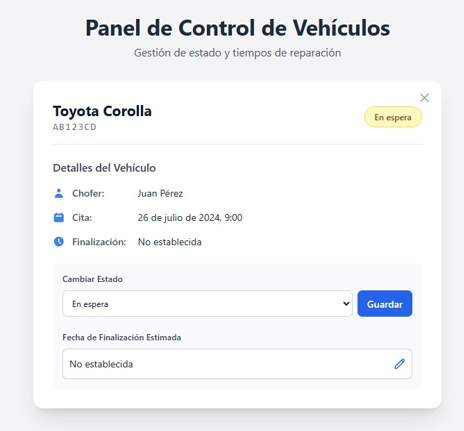 Panel de Control de Vehículos
Gestión de estado y tiempos de reparación
Toyota Corolla
AB123CD
En espera
Detalles del Vehículo
Chofer: Juan Pérez
Cita: 26 de julio de 2024, 9:00
Finalización: No establecida
Cambiar Estado
En espera
Guardar
Fecha de Finalización Estimada
No establecida